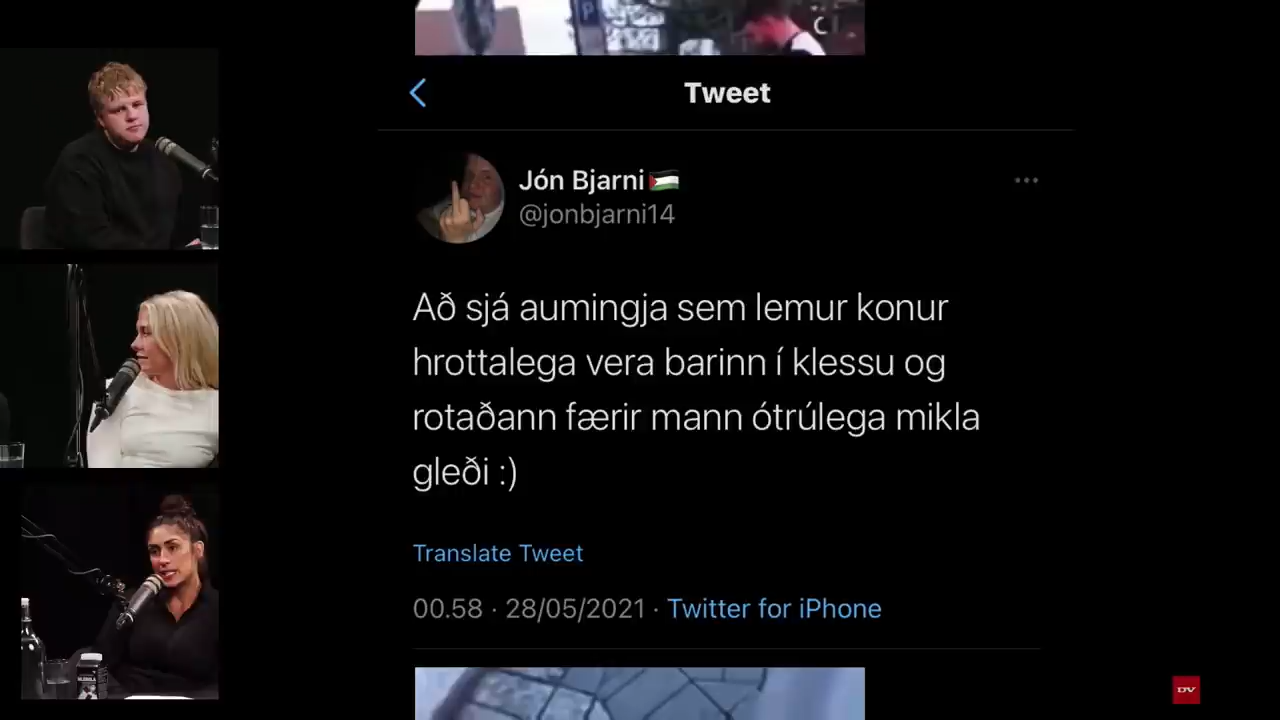 Tweet
Jón Bjarni
@jonbjarni14
Að sjá aumingja sem lemur konur
hrottalega vera barinn í klessu og
rotaðann færir mann ótrúlega mikla
gleði :)
Translate Tweet
00.58 · 28/05/2021 · Twitter for iPhone
P
DV